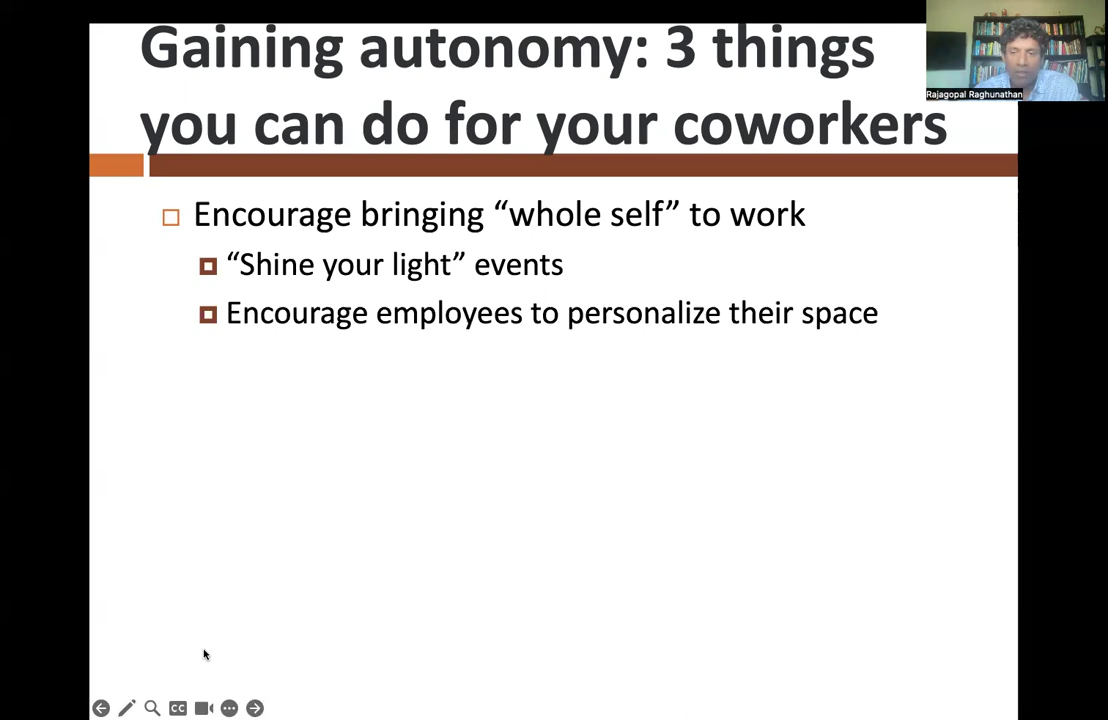 Gaining autonomy: 3 things
you can do for your coworkers
Rajagopal Raghunathan
Encourage bringing “whole self” to work
“Shine your light” events
Encourage employees to personalize their space
CC